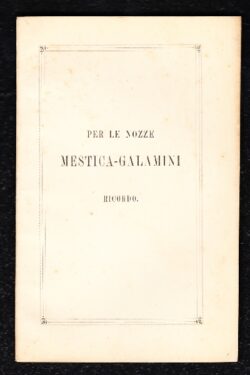 PER LE NOZZE
MESTICA-GALAMINI
RICORDO.